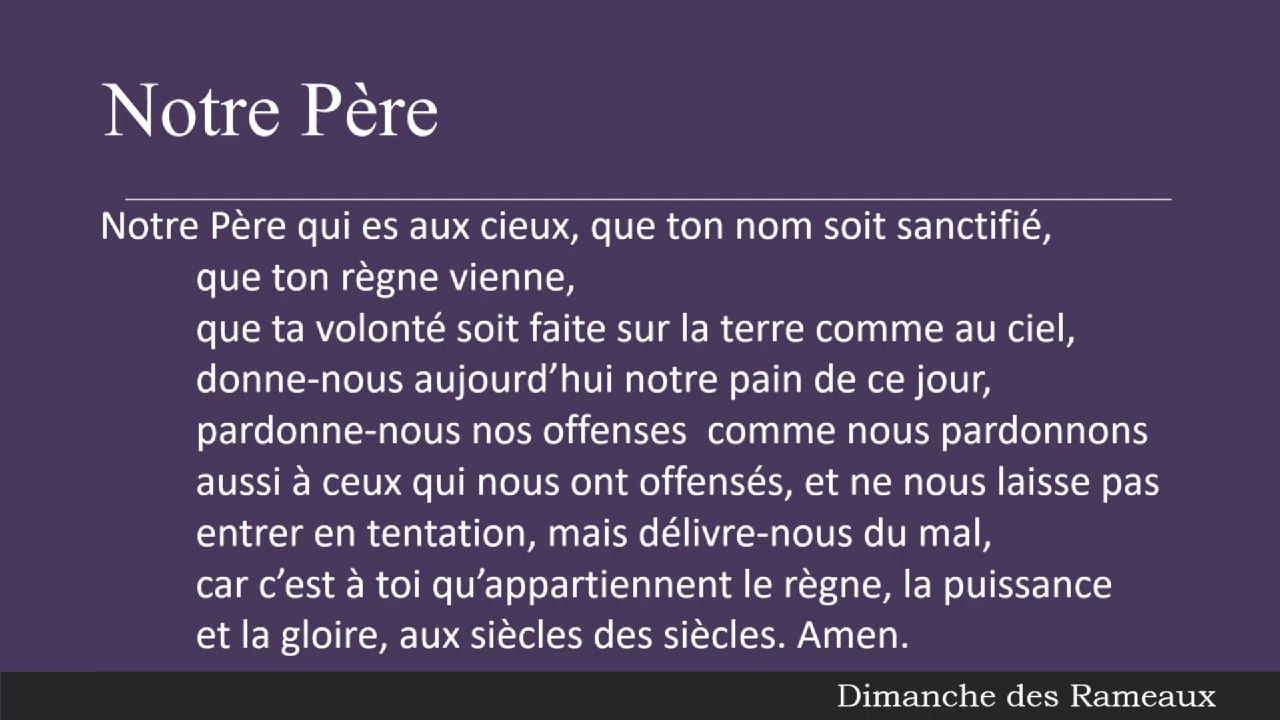 Notre Père
Notre Père qui es aux cieux, que ton nom soit sanctifié,
que ton règne vienne,
que ta volonté soit faite sur la terre comme au ciel,
donne-nous aujourd’hui notre pain de ce jour,
pardonne-nous nos offenses  comme nous pardonnons
aussi à ceux qui nous ont offensés, et ne nous laisse pas
entrer en tentation, mais délivre-nous du mal,
car c’est à toi qu’appartiennent le règne, la puissance
et la gloire, aux siècles des siècles. Amen.
Dimanche des Rameaux